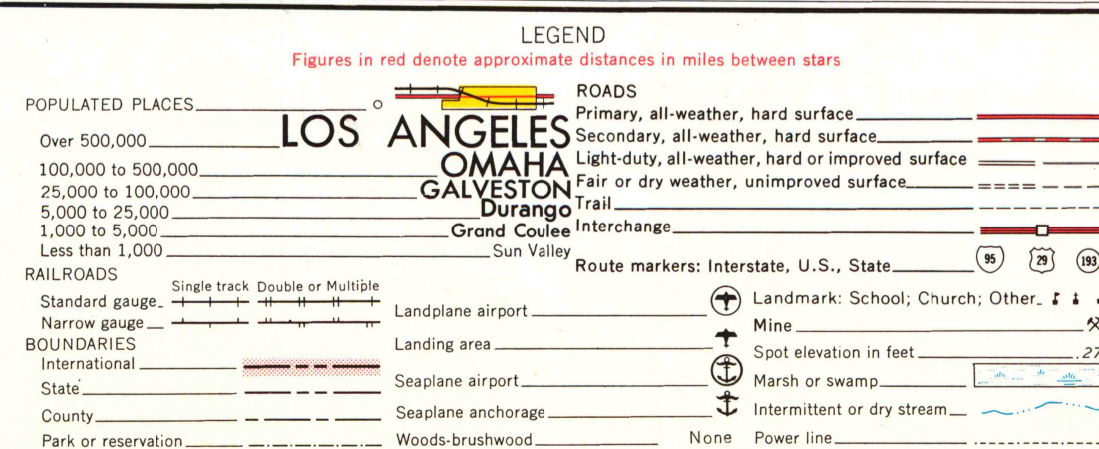 LEGEND
Figures in red denote approximate distances in miles between stars
POPULATED PLACES
Over 500,000 LOS ANGELES
100,000 to 500,000 OMAHA
25,000 to 100,000 GALVESTON
5,000 to 25,000 Durango
1,000 to 5,000 Grand Coulee
Less than 1,000 Sun Valley
RAILROADS
Single track Double or Multiple
Standard gauge
Narrow gauge
BOUNDARIES
International
State
County
Park or reservation
Landplane airport
Landing area
Seaplane airport
Seaplane anchorage
Woods-brushwood None
ROADS
Primary, all-weather, hard surface
Secondary, all-weather, hard surface
Light-duty, all-weather, hard or improved surface
Fair or dry weather, unimproved surface
Trail
Interchange
Route markers: Interstate, U.S., State 95 29 193
Landmark: School; Church; Other
Mine
Spot elevation in feet
Marsh or swamp
Intermittent or dry stream
Power line